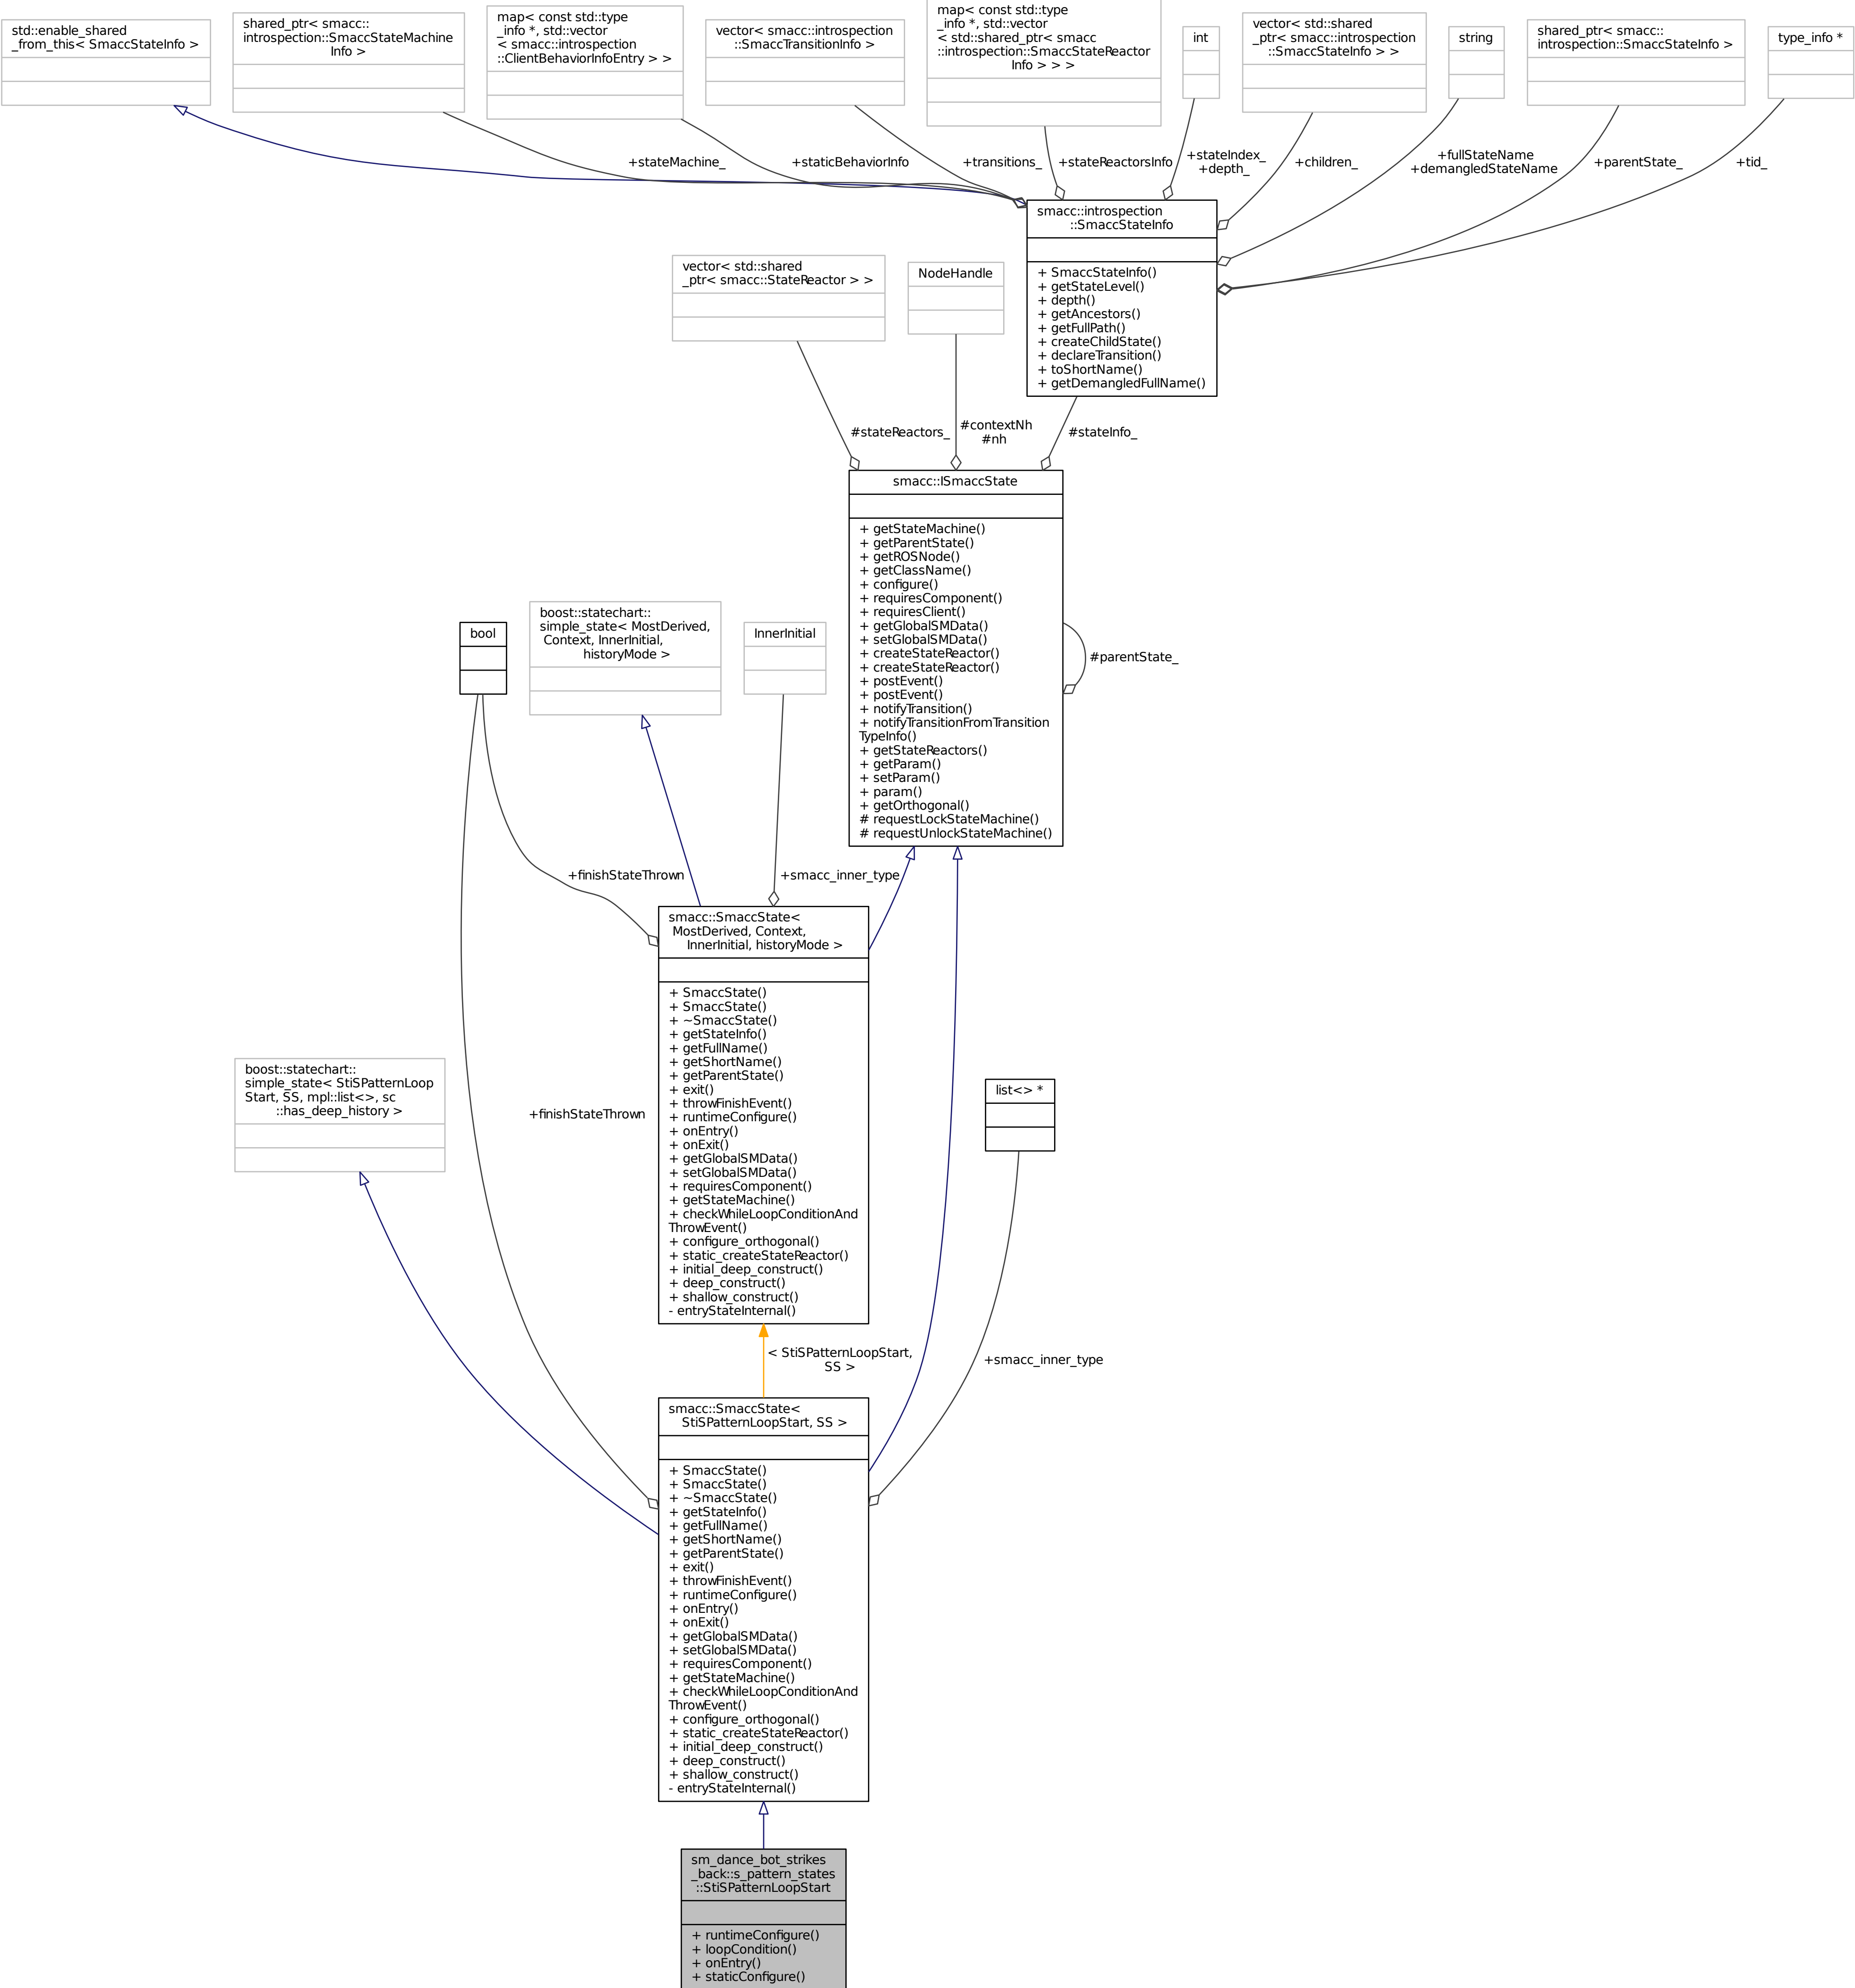 std::enable_shared
_from_this< SmaccStateInfo >
shared_ptr< smacc::
introspection::SmaccStateMachine
Info >
map< const std::type
_info *, std::vector
< smacc::introspection
::ClientBehaviorInfoEntry > >
vector< smacc::introspection
::SmaccTransitionInfo >
map< const std::type
_info *, std::vector
< std::shared_ptr< smacc
::introspection::SmaccStateReactor
Info > > >
int
vector< std::shared
_ptr< smacc::introspection
::SmaccStateInfo > >
string
shared_ptr< smacc::
introspection::SmaccStateInfo >
type_info *
+stateMachine_
+staticBehaviorInfo
+transitions_
+stateReactorsInfo
+stateIndex_
+depth_
+children_
+fullStateName
+demangledStateName
+parentState_
+tid_
smacc::introspection
::SmaccStateInfo
+ SmaccStateInfo()
+ getStateLevel()
+ depth()
+ getAncestors()
+ getFullPath()
+ createChildState()
+ declareTransition()
+ toShortName()
+ getDemangledFullName()
vector< std::shared
_ptr< smacc::StateReactor > >
NodeHandle
#stateReactors_
#contextNh
#nh
#stateInfo_
smacc::ISmaccState
+ getStateMachine()
+ getParentState()
+ getROSNode()
+ getClassName()
+ configure()
+ requiresComponent()
+ requiresClient()
+ getGlobalSMData()
+ setGlobalSMData()
+ createStateReactor()
+ createStateReactor()
+ postEvent()
+ postEvent()
+ notifyTransition()
+ notifyTransitionFromTransition
TypeInfo()
+ getStateReactors()
+ getParam()
+ setParam()
+ param()
+ getOrthogonal()
# requestLockStateMachine()
# requestUnlockStateMachine()
#parentState_
bool
boost::statechart::
simple_state< MostDerived,
Context, InnerInitial,
historyMode >
InnerInitial
+finishStateThrown
+smacc_inner_type
smacc::SmaccState<
MostDerived, Context,
InnerInitial, historyMode >
+ SmaccState()
+ SmaccState()
+ ~SmaccState()
+ getStateInfo()
+ getFullName()
+ getShortName()
+ getParentState()
+ exit()
+ throwFinishEvent()
+ runtimeConfigure()
+ onEntry()
+ onExit()
+ getGlobalSMData()
+ setGlobalSMData()
+ requiresComponent()
+ getStateMachine()
+ checkWhileLoopConditionAnd
ThrowEvent()
+ configure_orthogonal()
+ static_createStateReactor()
+ initial_deep_construct()
+ deep_construct()
+ shallow_construct()
- entryStateInternal()
boost::statechart::
simple_state< StiSPatternLoop
Start, SS, mpl::list<>, sc
::has_deep_history >
+finishStateThrown
list<> *
< StiSPatternLoopStart,
SS >
+smacc_inner_type
smacc::SmaccState<
StiSPatternLoopStart, SS >
+ SmaccState()
+ SmaccState()
+ ~SmaccState()
+ getStateInfo()
+ getFullName()
+ getShortName()
+ getParentState()
+ exit()
+ throwFinishEvent()
+ runtimeConfigure()
+ onEntry()
+ onExit()
+ getGlobalSMData()
+ setGlobalSMData()
+ requiresComponent()
+ getStateMachine()
+ checkWhileLoopConditionAnd
ThrowEvent()
+ configure_orthogonal()
+ static_createStateReactor()
+ initial_deep_construct()
+ deep_construct()
+ shallow_construct()
- entryStateInternal()
sm_dance_bot_strikes
_back::s_pattern_states
::StiSPatternLoopStart
+ runtimeConfigure()
+ loopCondition()
+ onEntry()
+ staticConfigure()